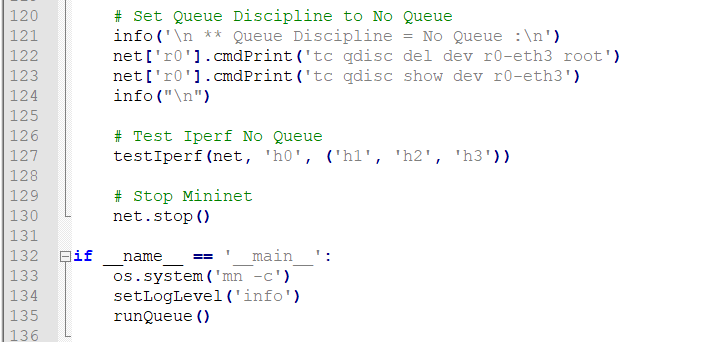 120 # Set Queue Discipline to No Queue
121 info('\n ** Queue Discipline = No Queue :\n')
122 net['r0'].cmdPrint('tc qdisc del dev r0-eth3 root')
123 net['r0'].cmdPrint('tc qdisc show dev r0-eth3')
124 info("\n")
125
126 # Test Iperf No Queue
127 testIperf(net, 'h0', ('h1', 'h2', 'h3'))
128
129 # Stop Mininet
130 net.stop()
131
132 if __name__ == '__main__':
133 os.system('mn -c')
134 setLogLevel('info')
135 runQueue()
136